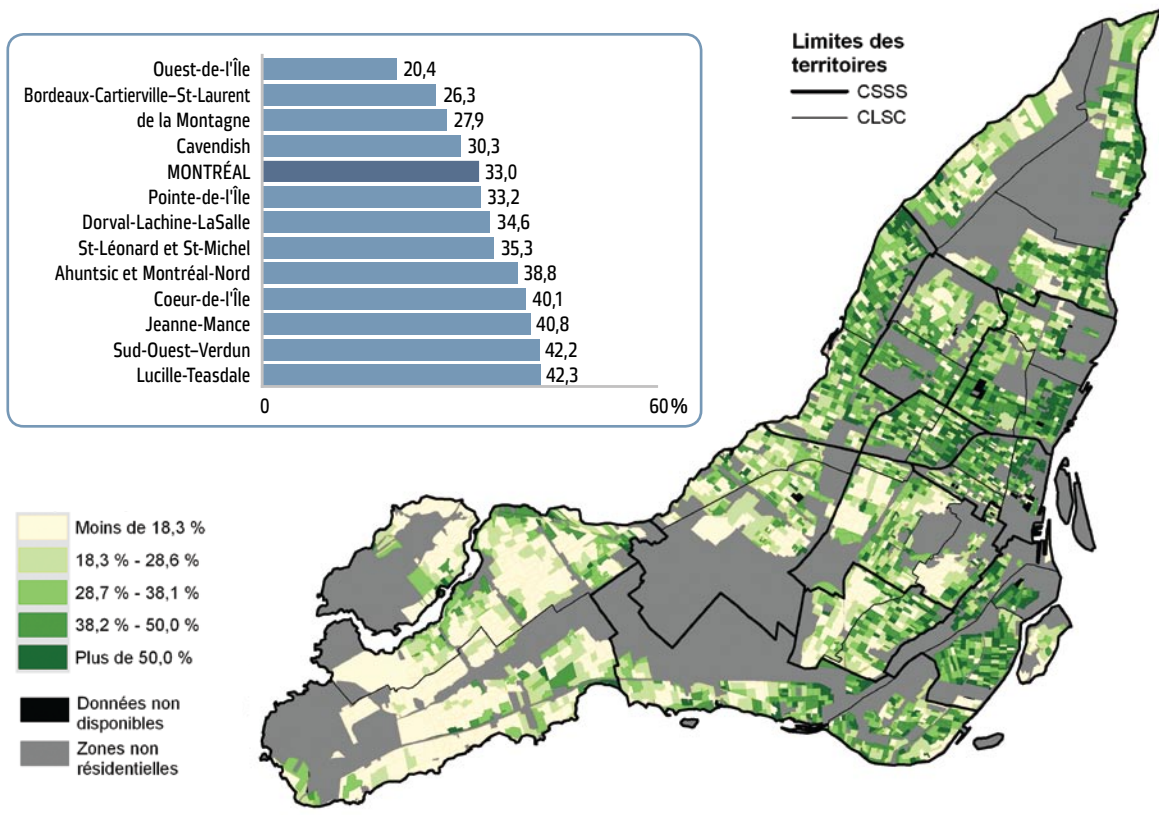 Ouest-de-l'Île 20,4
Bordeaux-Cartierville–St-Laurent 26,3
de la Montagne 27,9
Cavendish 30,3
MONTRÉAL 33,0
Pointe-de-l'Île 33,2
Dorval-Lachine-LaSalle 34,6
St-Léonard et St-Michel 35,3
Ahuntsic et Montréal-Nord 38,8
Coeur-de-l'Île 40,1
Jeanne-Mance 40,8
Sud-Ouest–Verdun 42,2
Lucille-Teasdale 42,3
0 60 %
Limites des
territoires
CSSS
CLSC
Moins de 18,3 %
18,3 % - 28,6 %
28,7 % - 38,1 %
38,2 % - 50,0 %
Plus de 50,0 %
Données non
disponibles
Zones non
résidentielles